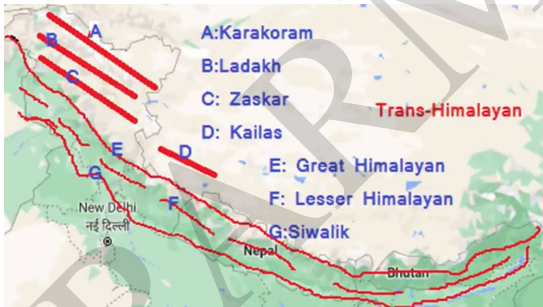 A
A:Karakoram
B
B:Ladakh
C
C: Zaskar
Trans-Himalayan
D: Kailas
D
E
E: Great Himalayan
G
F: Lesser Himalayan
F
New Delhi
नई दिल्ली
G:Siwalik
Nepal
Bhutan